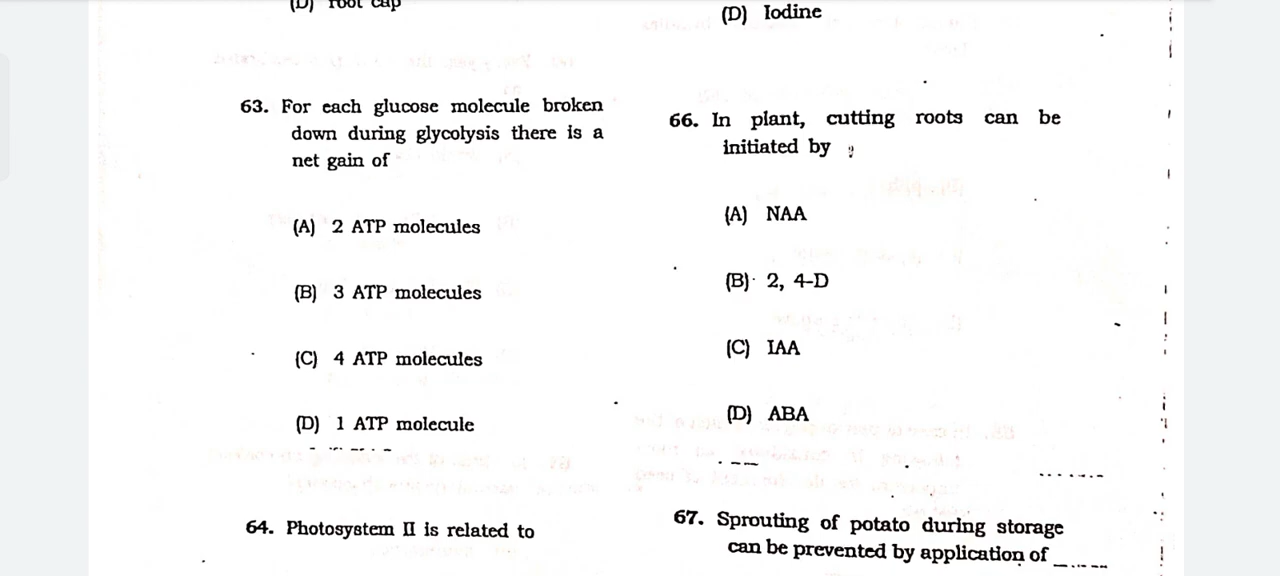 (D) root cap
63. For each glucose molecule broken
down during glycolysis there is a
net gain of
(A) 2 ATP molecules
(B) 3 ATP molecules
(C) 4 ATP molecules
(D) 1 ATP molecule
64. Photosystem II is related to
(D) Iodine
66. In plant, cutting roots can be
initiated by
(A) NAA
(B) 2, 4-D
(C) IAA
(D) ABA
67. Sprouting of potato during storage
can be prevented by application of